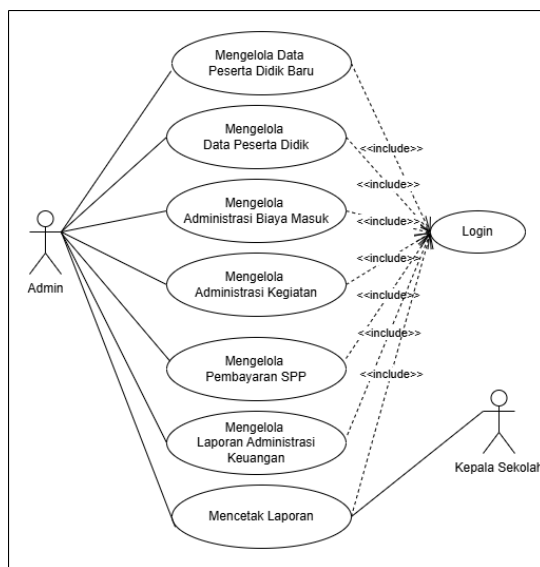 Mengelola Data
Peserta Didik Baru
Mengelola
Data Peserta Didik
<<include>>
<<include>>
Mengelola
Administrasi Biaya Masuk
<<include>>
Login
Admin
<<include>>
Mengelola
Administrasi Kegiatan
<<include>>
<<include>>
Mengelola
Pembayaran SPP
<<include>>
Mengelola
Laporan Administrasi
Keuangan
Kepala Sekolah
Mencetak Laporan